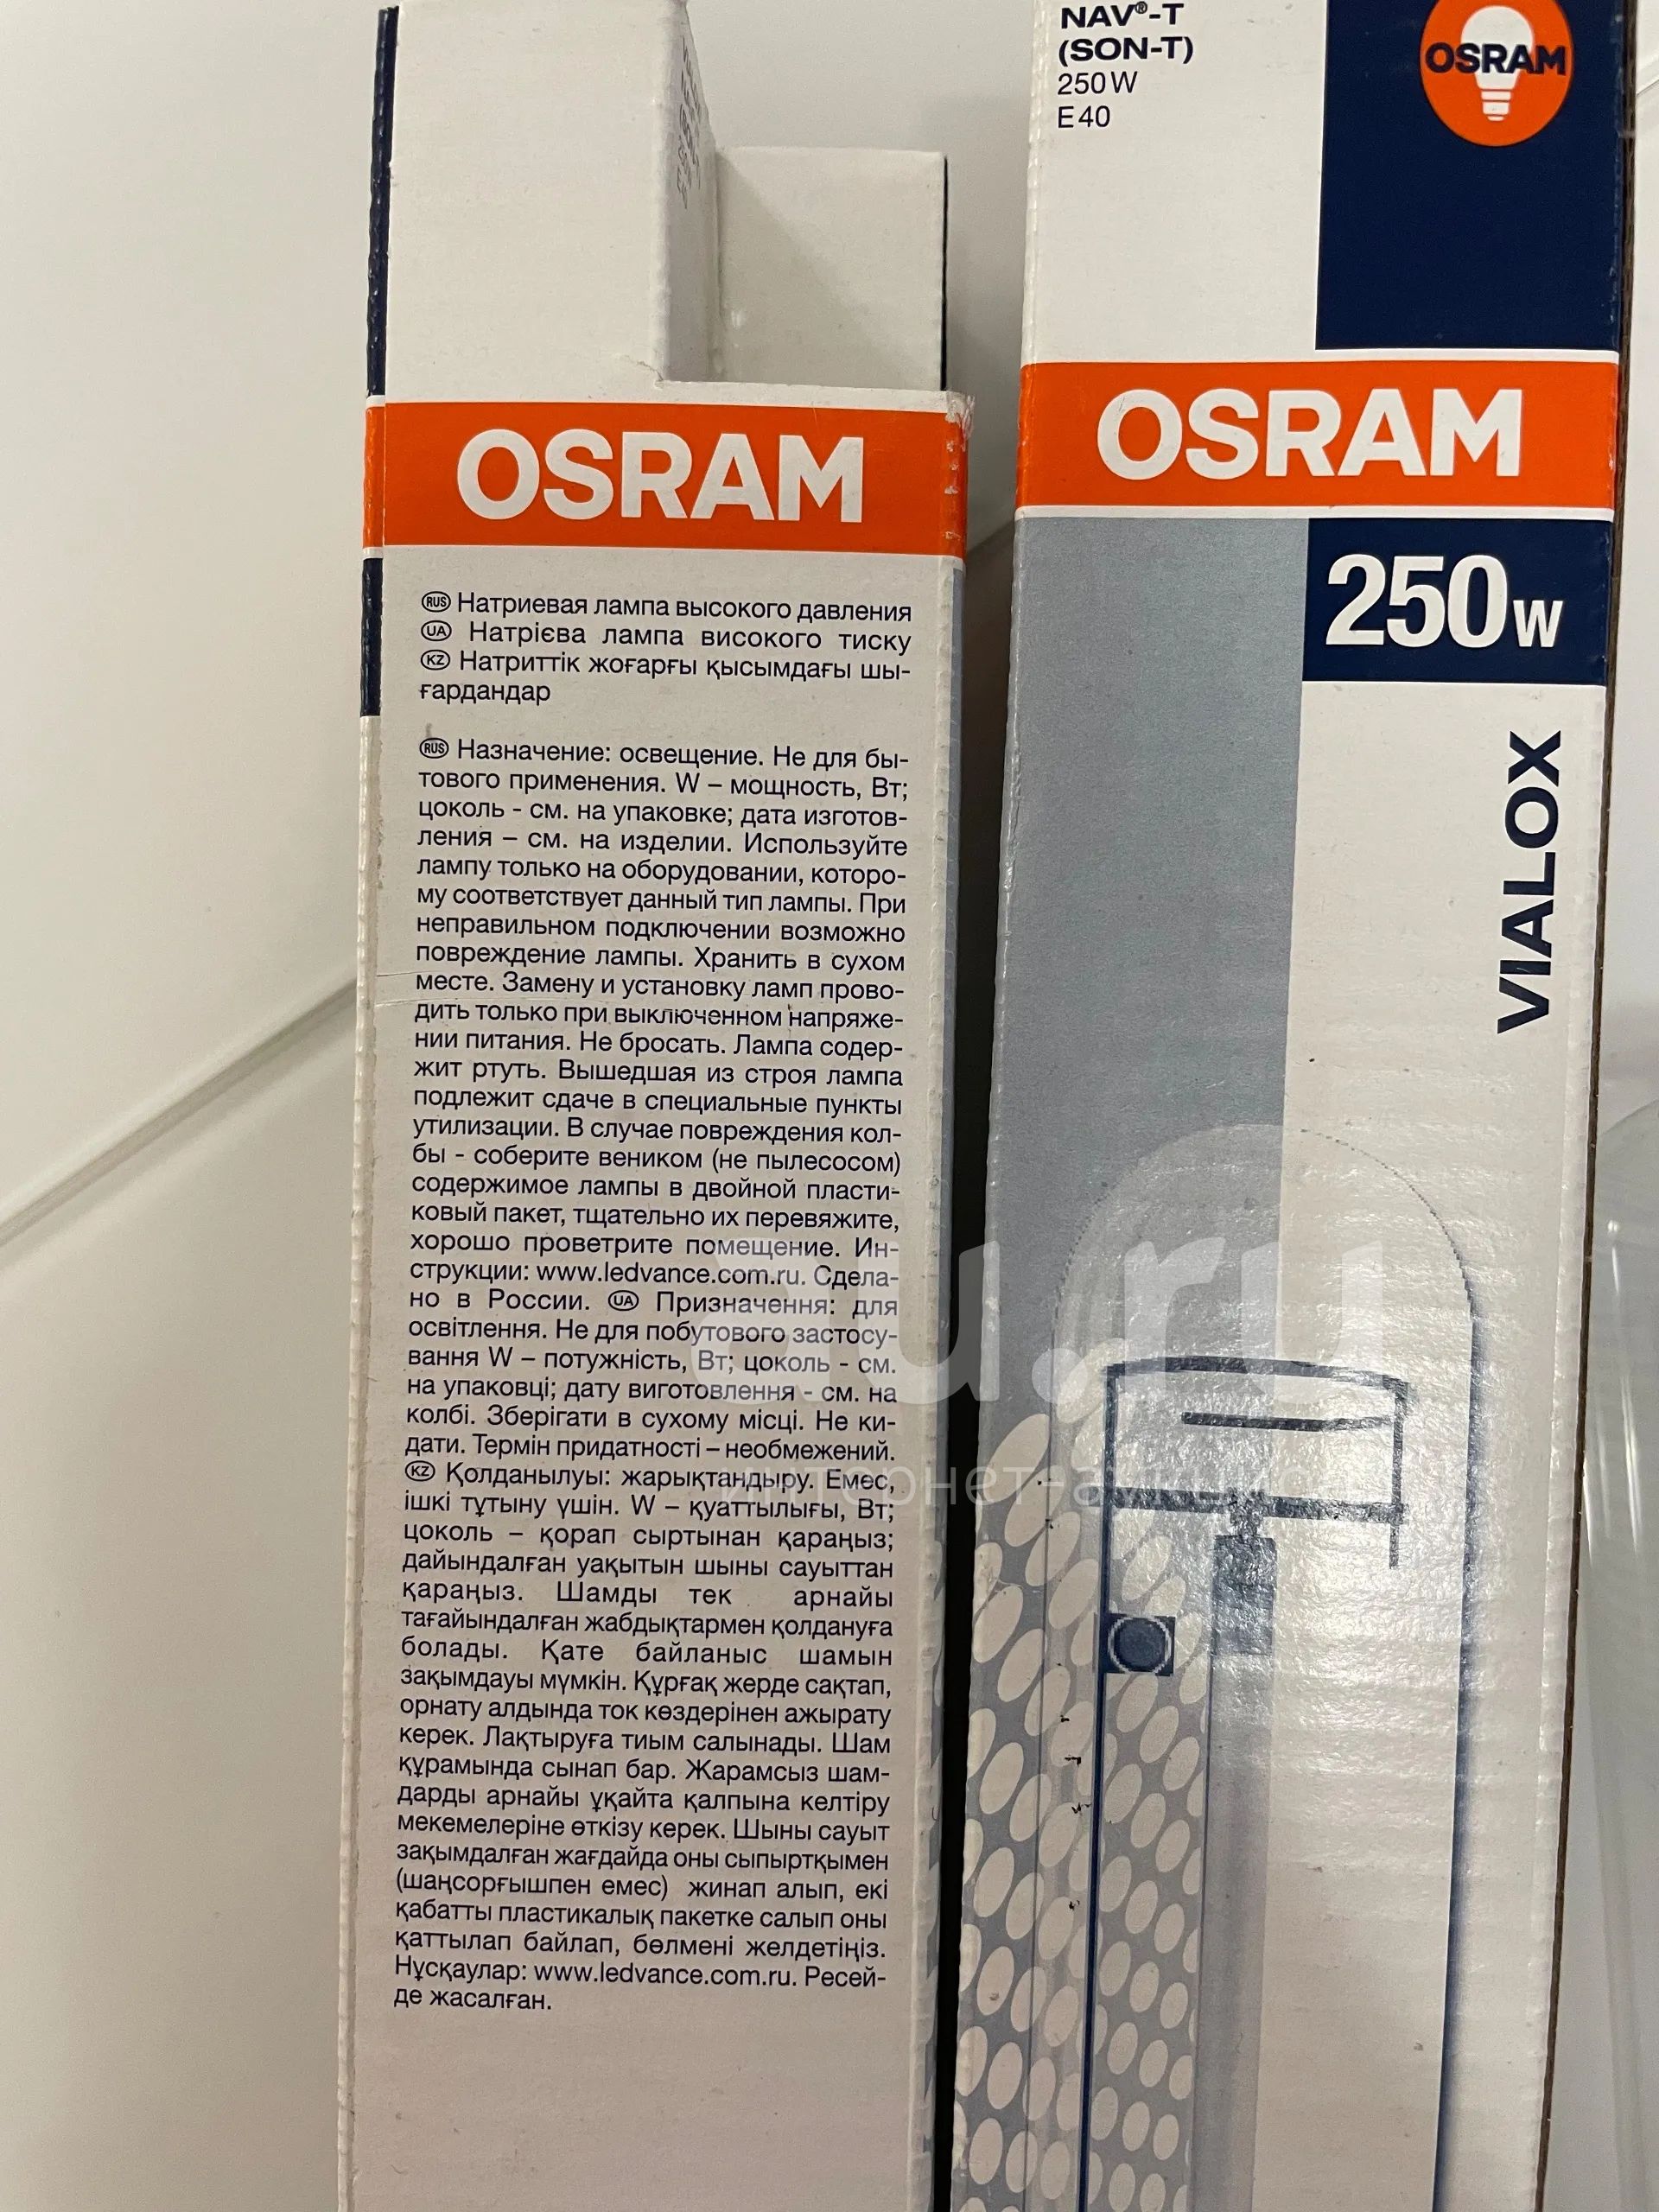 OSRAM
RUS Натриевая лампа высокого давления
UA Натрієва лампа високого тиску
KZ Натриттік жоғарғы қысымдағы шы-
ғардандар
RUS Назначение: освещение. Не для бы-
тового применения. W – мощность, Вт;
цоколь - см. на упаковке; дата изготов-
ления – см. на изделии. Используйте
лампу только на оборудовании, которо-
му соответствует данный тип лампы. При
неправильном подключении возможно
повреждение лампы. Хранить в сухом
месте. Замену и установку ламп прово-
дить только при выключенном напряже-
нии питания. Не бросать. Лампа содер-
жит ртуть. Вышедшая из строя лампа
подлежит сдаче в специальные пункты
утилизации. В случае повреждения кол-
бы - соберите веником (не пылесосом)
содержимое лампы в двойной пласти-
ковый пакет, тщательно их перевяжите,
хорошо проветрите помещение. Ин-
струкции: www.ledvance.com.ru. Сдела-
но в России. UA Призначення: для
освітлення. Не для побутового застосу-
вання W – потужність, Вт; цоколь - см.
на упаковці; дату виготовлення - см. на
колбі. Зберігати в сухому місці. Не ки-
дати. Термін придатності – необмежений.
KZ Қолданылуы: жарықтандыру. Емес,
ішкі тұтыну үшін. W – қуаттылығы, Вт;
цоколь – қорап сыртынан қараңыз;
дайындалған уақытын шыны сауыттан
қараңыз. Шамды тек арнайы
тағайындалған жабдықтармен қолдануға
болады. Қате байланыс шамын
зақымдауы мүмкін. Құрғақ жерде сақтап,
орнату алдында ток көздерінен ажырату
керек. Лақтыруға тиым салынады. Шам
құрамында сынап бар. Жарамсыз шам-
дарды арнайы ұқайта қалпына келтіру
мекемелеріне өткізу керек. Шыны сауыт
зақымдалған жағдайда оны сыпыртқымен
(шаңсорғышпен емес) жинап алып, екі
қабатты пластикалық пакетке салып оны
қаттылап байлап, бөлмені желдетіңіз.
Нұсқаулар: www.ledvance.com.ru. Ресей-
де жасалған.
NAV®-T
(SON-T)
250W
E40
OSRAM
OSRAM
250W
VIALOX
au.ru